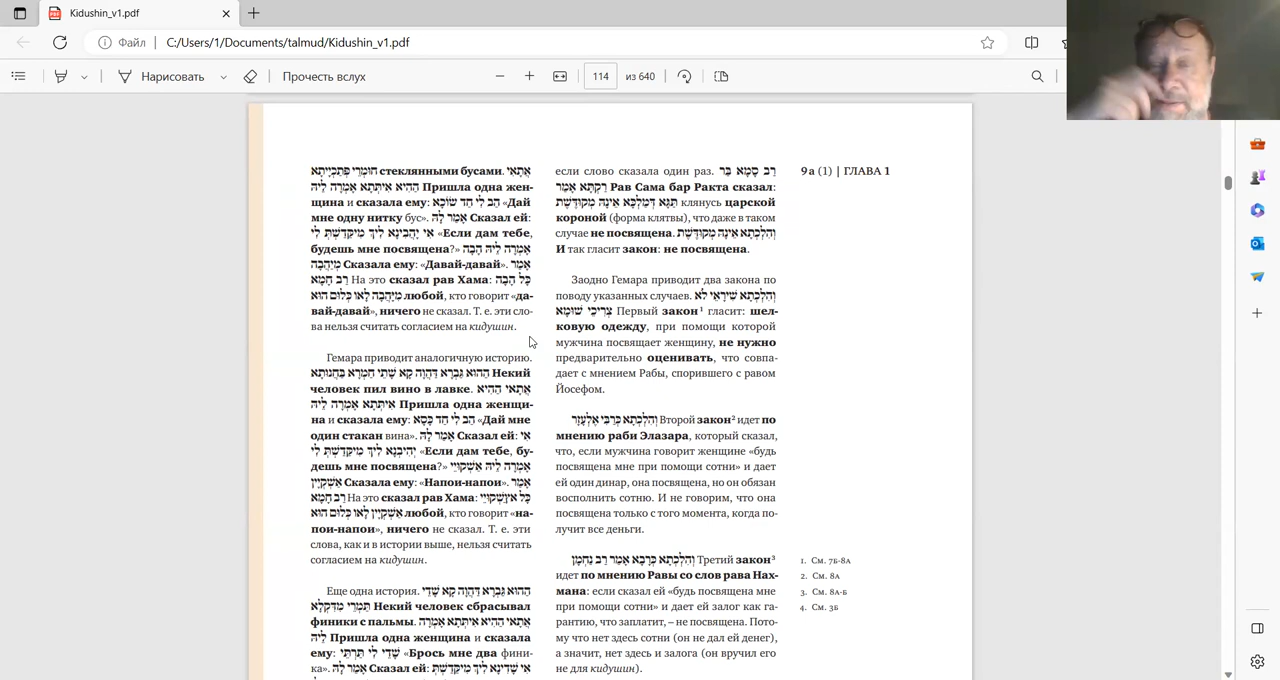 Kidushin_v1.pdf
Файл
C:/Users/1/Documents/talmud/Kidushin_v1.pdf
Нарисовать
Прочесть вслух
114
из 640
אֲתַאי חוּמְרֵי פְּתַכְיָיתָא стеклянными бусами.
הָהִיא אִיתְּתָא אֲמַרָה לֵיהּ Пришла одна жен-
щина и сказала ему: הַב לִי חַד שׂוֹכָא «Дай
мне одну нитку бус». אֲמַר לַהּ Сказал ей:
אִי יָהֵבִינָא לִיךְ מִיקַדְּשַׁתְּ לִי «Если дам тебе,
будешь мне посвящена?» אֲמַרָה לֵיהּ הָבָה
מֵיהֲבָה Сказала ему: «Давай-давай». אֲמַר
רַב חָמָא На это сказал рав Хама: כׇּל הָבָה
מֵיהֲבָה לָאו כְּלוּם הוּא любой, кто говорит «да-
вай-давай», ничего не сказал. Т. е. эти сло-
ва нельзя считать согласием на кидушин.
Гемара приводит аналогичную историю.
הַהוּא גַּבְרָא דַּהֲוָה קָא שָׁתֵי חַמְרָא בַּחֲנוּתָא Некий
человек пил вино в лавке. אֲתַאי הָהִיא
אִיתְּתָא אֲמַרָה לֵיהּ Пришла одна женщи-
на и сказала ему: הַב לִי חַד כָּסָא «Дай мне
один стакан вина». אֲמַר לַהּ Сказал ей: אִי
יָהֵיבְנָא לִיךְ מִיקַדְּשַׁתְּ לִי «Если дам тебе, бу-
дешь мне посвящена?» אֲמַרָה לֵיהּ אַשְׁקוֹיֵי
אַשְׁקְיַין Сказала ему: «Напои-напои». אֲמַר
רַב חָמָא На это сказал рав Хама: כׇּל אַשְׁקוֹיֵי
אַשְׁקְיַין לָאו כְּלוּם הוּא любой, кто говорит «на-
пои-напои», ничего не сказал. Т. е. эти
слова, как и в истории выше, нельзя считать
согласием на кидушин.
Еще одна история. הַהוּא גַּבְרָא דַּהֲוָה קָא שָׁדֵי
תַּמְרֵי מִדִּקְלָא Некий человек сбрасывал
финики с пальмы. אֲתַאי הָהִיא אִיתְּתָא אֲמַרָה
לֵיהּ Пришла одна женщина и сказала
ему: שְׁדִי לִי תַּרְתֵּי «Брось мне два фини-
ка». אֲמַר לַהּ Сказал ей: אִי שָׁדֵינָא לִיךְ מִיקַדְּשַׁתְּ
если слово сказала один раз. רַב סָמָא בַּר
רַקְתָּא אֲמַר Рав Сама бар Ракта сказал:
תַּגָּא דְמַלְכָּא אֵינָהּ מְקוּדֶּשֶׁת клянусь царской
короной (форма клятвы), что даже в таком
случае не посвящена. וְהִלְכְתָא אֵינָהּ מְקוּדֶּשֶׁת
И так гласит закон: не посвящена.
Заодно Гемара приводит два закона по
поводу указанных случаев. וְהִלְכְתָא שִׁירָאֵי לָא
צְרִיכִי שׁוּמָא Первый закон¹ гласит: шел-
ковую одежду, при помощи которой
мужчина посвящает женщину, не нужно
предварительно оценивать, что совпа-
дает с мнением Рабы, спорившего с равом
Йосефом.
וְהִלְכְתָא כְּרַבִּי אֶלְעָזָר Второй закон² идет по
мнению раби Элазара, который сказал,
что, если мужчина говорит женщине «будь
посвящена мне при помощи сотни» и дает
ей один динар, она посвящена, но он обязан
восполнить сотню. И не говорим, что она
посвящена только с того момента, когда по-
лучит все деньги.
וְהִלְכְתָא כְּרָבָא אָמַר רַב נַחְמָן Третий закон³
идет по мнению Равы со слов рава Нах-
мана: если сказал ей «будь посвящена мне
при помощи сотни» и дает ей залог как га-
рантию, что заплатит, – не посвящена. Пото-
му что нет здесь сотни (он не дал ей денег),
а значит, нет здесь и залога (он вручил его
не для кидушин).
9а (1) | ГЛАВА 1
1. См. 7Б-8А
2. См. 8А
3. См. 8А-Б
4. См. 3Б